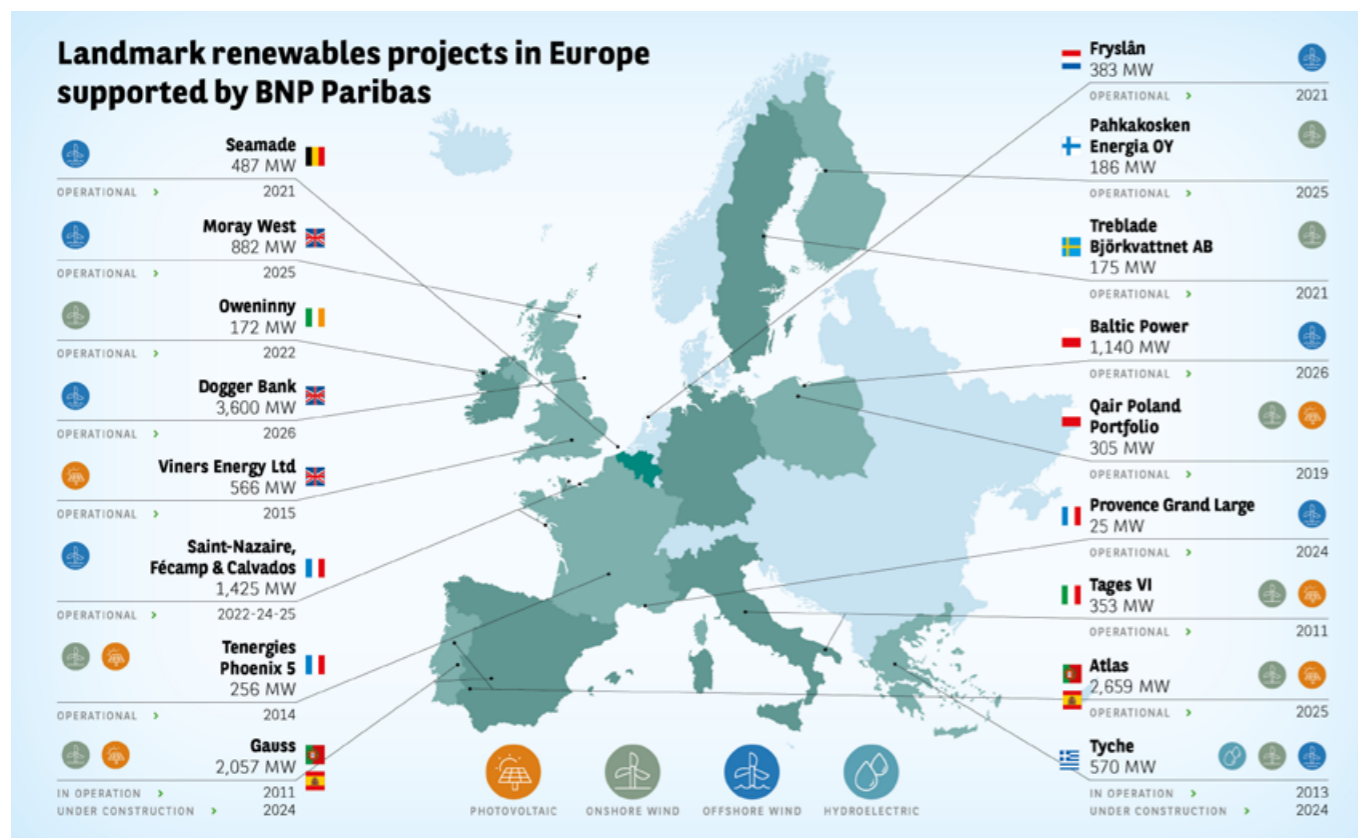 Landmark renewables projects in Europe
supported by BNP Paribas
Seamade
487 MW
OPERATIONAL > 2021
Moray West
882 MW
OPERATIONAL > 2025
Oweninny
172 MW
OPERATIONAL > 2022
Dogger Bank
3,600 MW
OPERATIONAL > 2026
Viners Energy Ltd
566 MW
OPERATIONAL > 2015
Saint-Nazaire,
Fécamp & Calvados
1,425 MW
OPERATIONAL > 2022-24-25
Tenergies
Phoenix 5
256 MW
OPERATIONAL > 2014
Gauss
2,057 MW
IN OPERATION > 2011
UNDER CONSTRUCTION > 2024
Fryslân
383 MW
OPERATIONAL > 2021
Pahkakosken
Energia OY
186 MW
OPERATIONAL > 2025
Treblade
Björkvattnet AB
175 MW
OPERATIONAL > 2021
Baltic Power
1,140 MW
OPERATIONAL > 2026
Qair Poland
Portfolio
305 MW
OPERATIONAL > 2019
Provence Grand Large
25 MW
OPERATIONAL > 2024
Tages VI
353 MW
OPERATIONAL > 2011
Atlas
2,659 MW
OPERATIONAL > 2025
Tyche
570 MW
IN OPERATION > 2013
UNDER CONSTRUCTION > 2024
PHOTOVOLTAIC
ONSHORE WIND
OFFSHORE WIND
HYDROELECTRIC